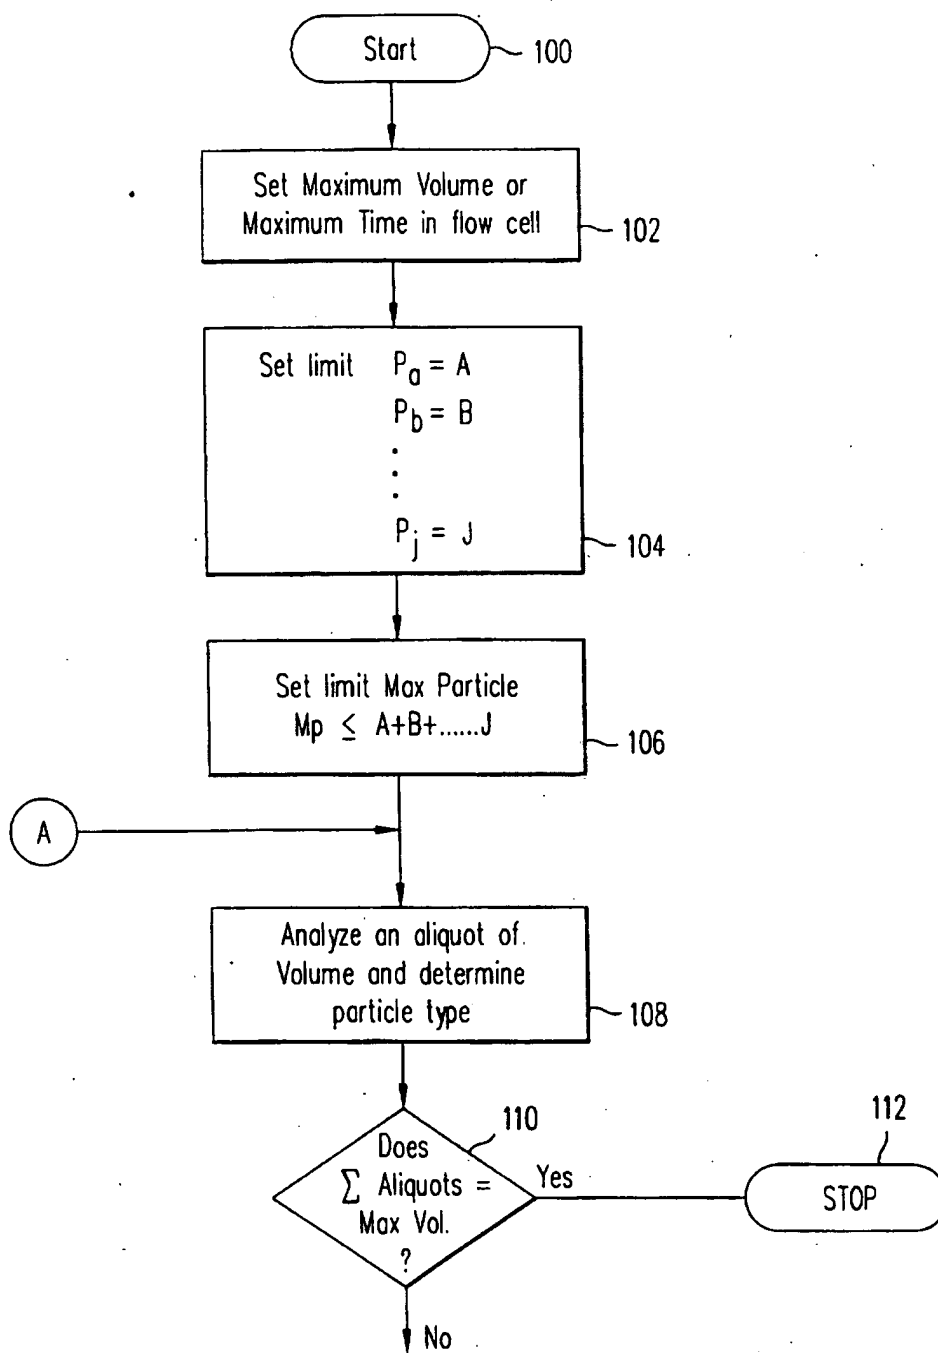 Start
100
Set Maximum Volume or
Maximum Time in flow cell
102
Set limit Pa = A
Pb = B
.
.
.
Pj = J
104
Set limit Max Particle
Mp ≤ A+B+......J
106
A
Analyze an aliquot of
Volume and determine
particle type
108
110
112
Does
∑ Aliquots =
Max Vol.
?
Yes
STOP
No